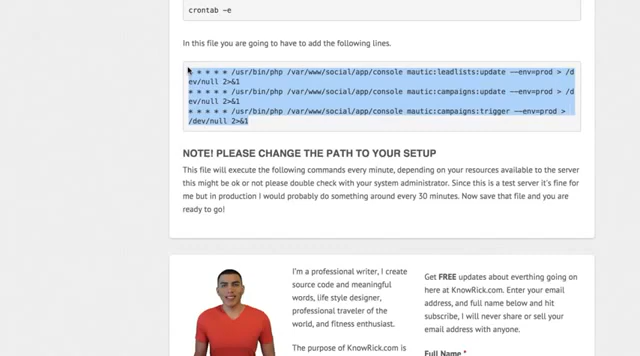 crontab -e
In this file you are going to have to add the following lines.
* * * * * /usr/bin/php /var/www/social/app/console mautic:leadlists:update --env=prod > /d
ev/null 2>&1
* * * * * /usr/bin/php /var/www/social/app/console mautic:campaigns:update --env=prod > /d
ev/null 2>&1
* * * * * /usr/bin/php /var/www/social/app/console mautic:campaigns:trigger --env=prod >
/dev/null 2>&1
NOTE! PLEASE CHANGE THE PATH TO YOUR SETUP
This file will execute the following commands every minute, depending on your resources available to the server
this might be ok or not please double check with your system administrator. Since this is a test server it's fine for
me but in production I would probably do something around every 30 minutes. Now save that file and you are
ready to go!
I'm a professional writer, I create
source code and meaningful
words, life style designer,
professional traveler of the
world, and fitness enthusiast.
The purpose of KnowRick.com is
Get FREE updates about everthing going on
here at KnowRick.com. Enter your email
address, and full name below and hit
subscribe, I will never share or sell your
email address with anyone.
Full Name *